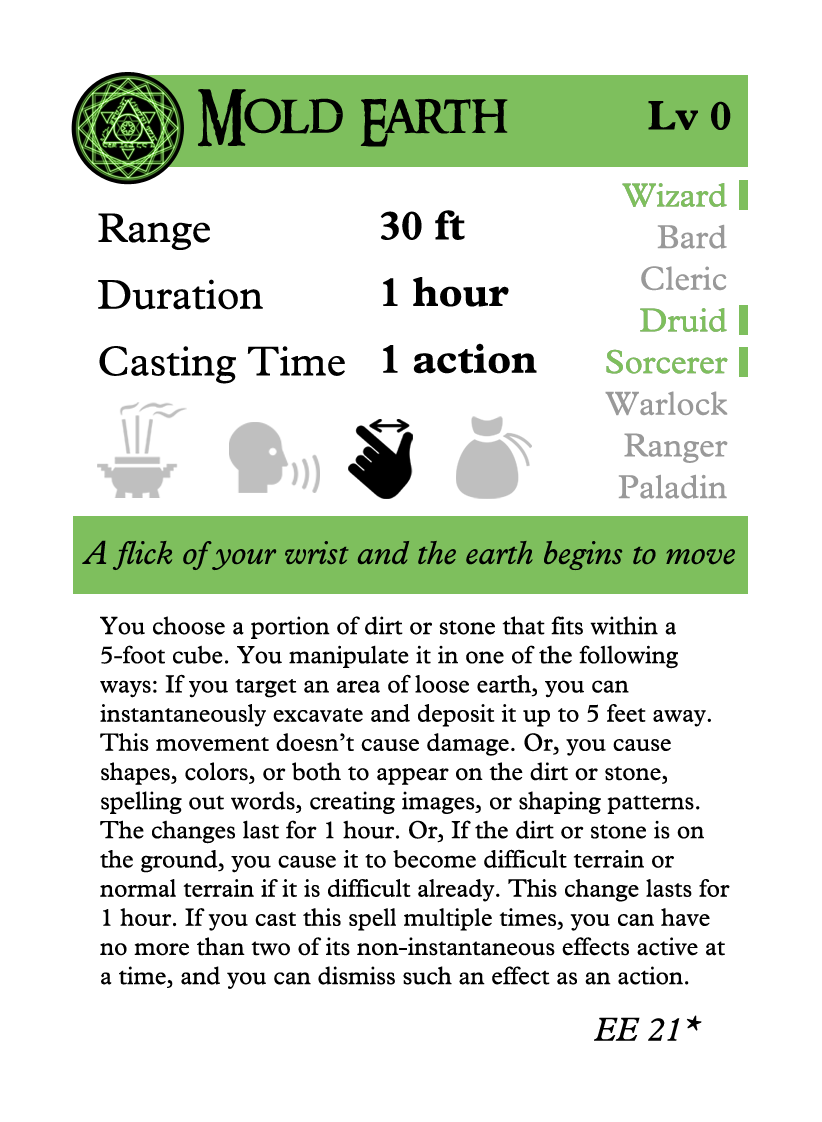 Mold Earth
Lv 0
Range 30 ft
Duration 1 hour
Casting Time 1 action
Wizard
Bard
Cleric
Druid
Sorcerer
Warlock
Ranger
Paladin
A flick of your wrist and the earth begins to move
You choose a portion of dirt or stone that fits within a
5-foot cube. You manipulate it in one of the following
ways: If you target an area of loose earth, you can
instantaneously excavate and deposit it up to 5 feet away.
This movement doesn’t cause damage. Or, you cause
shapes, colors, or both to appear on the dirt or stone,
spelling out words, creating images, or shaping patterns.
The changes last for 1 hour. Or, If the dirt or stone is on
the ground, you cause it to become difficult terrain or
normal terrain if it is difficult already. This change lasts for
1 hour. If you cast this spell multiple times, you can have
no more than two of its non-instantaneous effects active at
a time, and you can dismiss such an effect as an action.
EE 21*